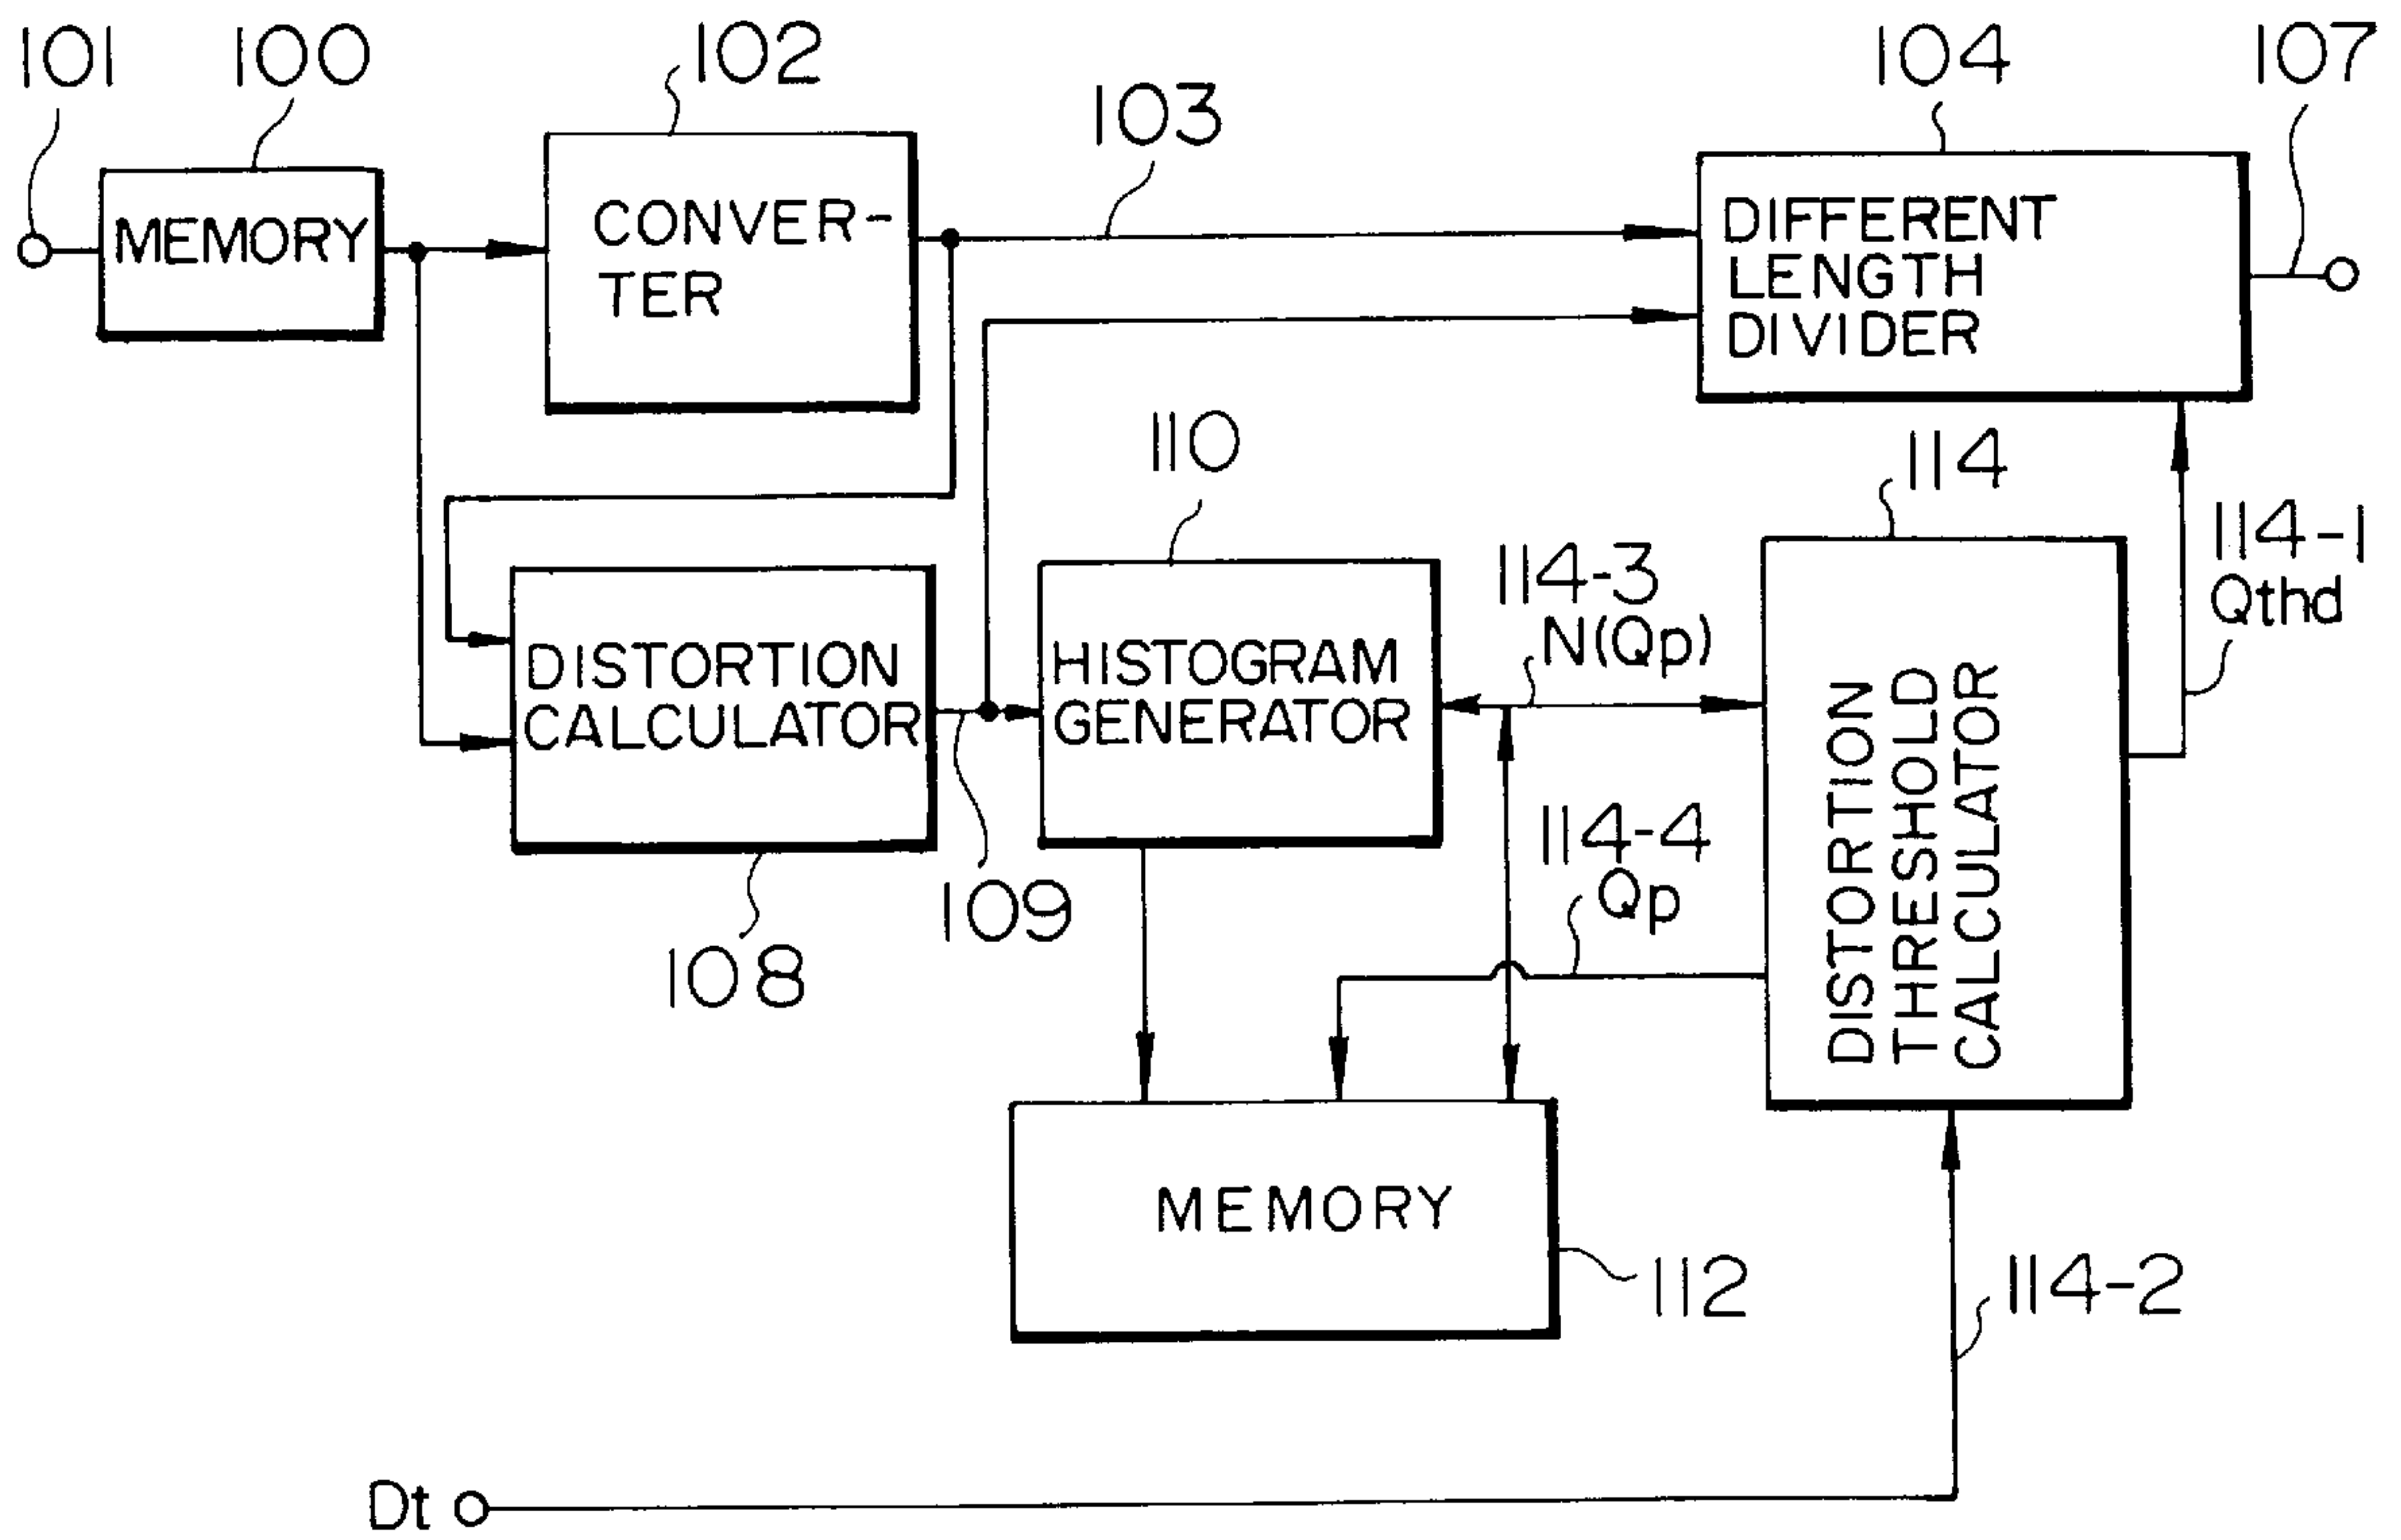 101
100
102
103
104
107
MEMORY
CONVER-
TER
DIFFERENT
LENGTH
DIVIDER
110
114
114-1
Qthd
114-3
N(Qp)
DISTORTION
CALCULATOR
HISTOGRAM
GENERATOR
DISTORTION
THRESHOLD
CALCULATOR
114-4
Qp
109
108
MEMORY
112
114-2
Dt